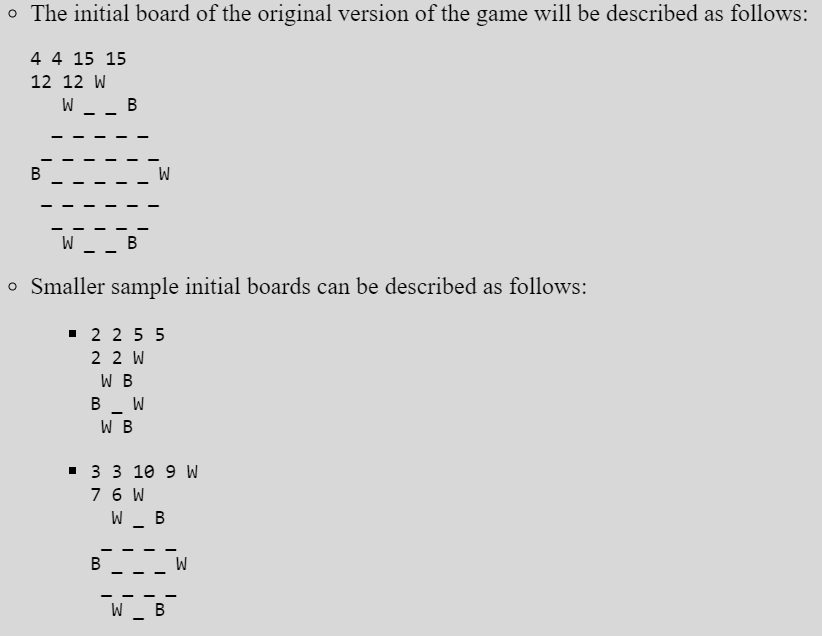 The initial board of the original version of the game will be described as follows:
4 4 15 15
12 12 W
   W _ _ B
  _ _ _ _ _
 _ _ _ _ _ _
B _ _ _ _ _ W
 _ _ _ _ _ _
  _ _ _ _ _
   W _ _ B
Smaller sample initial boards can be described as follows:
2 2 5 5
2 2 W
 W B
B _ W
 W B
3 3 10 9 W
7 6 W
  W _ B
 _ _ _ _
B _ _ _ W
 _ _ _ _
  W _ B